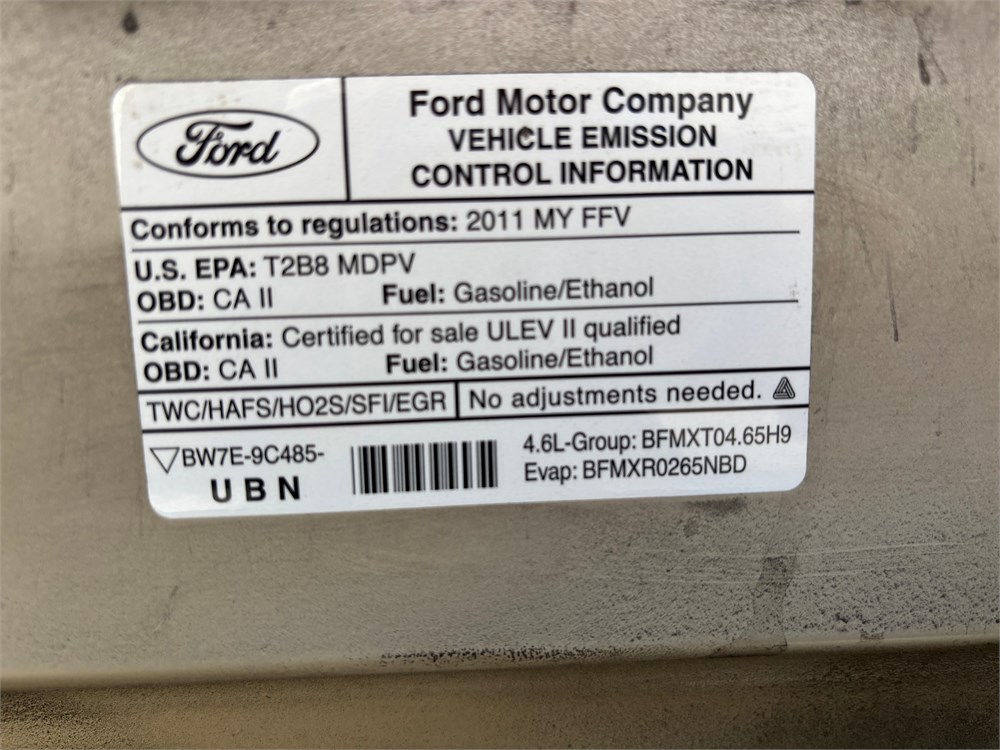 Ford
Ford Motor Company
VEHICLE EMISSION
CONTROL INFORMATION
Conforms to regulations: 2011 MY FFV
U.S. EPA: T2B8 MDPV
OBD: CA II Fuel: Gasoline/Ethanol
California: Certified for sale ULEV II qualified
OBD: CA II Fuel: Gasoline/Ethanol
TWC/HAFS/HO2S/SFI/EGR No adjustments needed.
BW7E-9C485-
UBN
4.6L-Group: BFMXT04.65H9
Evap: BFMXR0265NBD